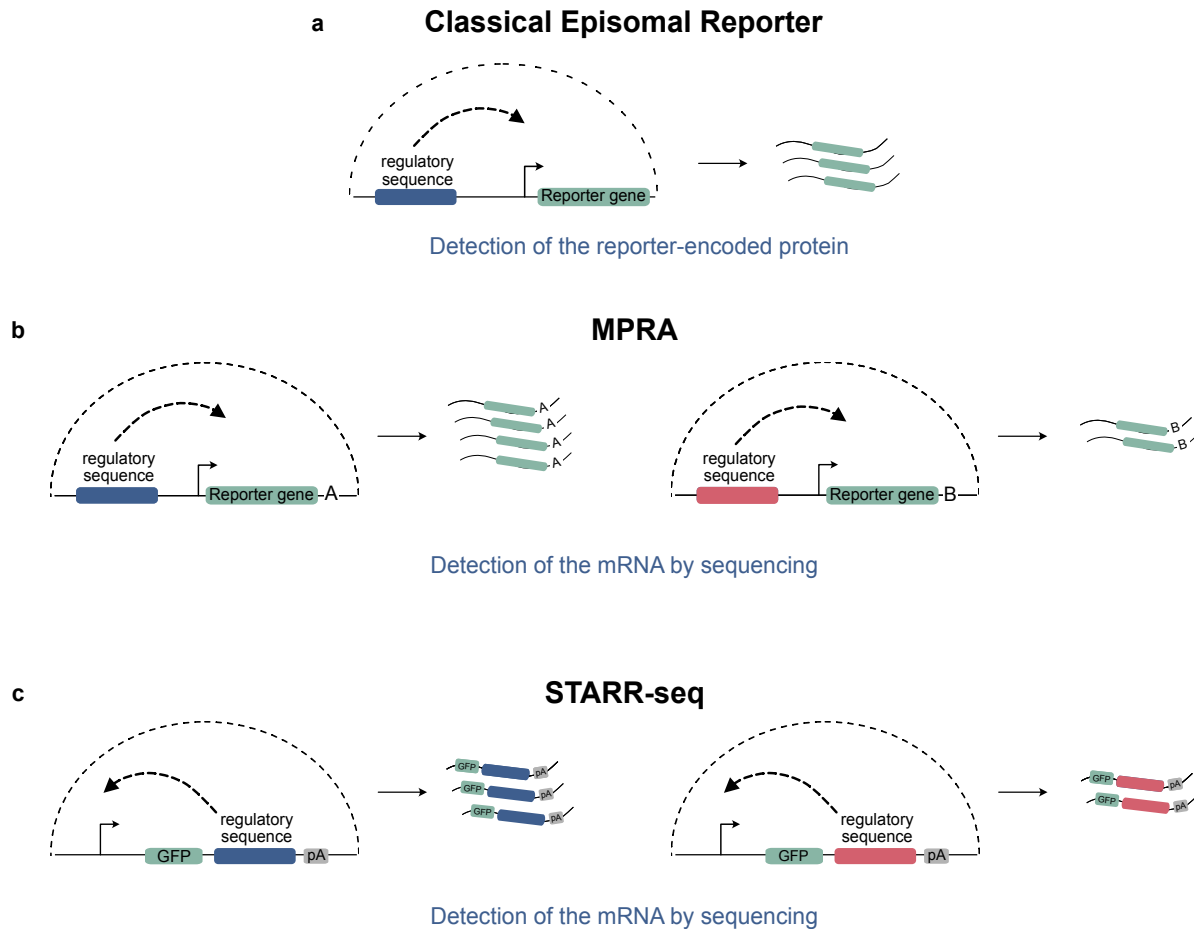 a
Classical Episomal Reporter
regulatory
sequence
Reporter gene
Detection of the reporter-encoded protein
b
MPRA
regulatory
sequence
Reporter gene
A
A
A
A
A
regulatory
sequence
Reporter gene
B
B
B
Detection of the mRNA by sequencing
c
STARR-seq
regulatory
sequence
GFP
pA
GFP
pA
GFP
pA
GFP
pA
regulatory
sequence
GFP
pA
GFP
pA
GFP
pA
Detection of the mRNA by sequencing